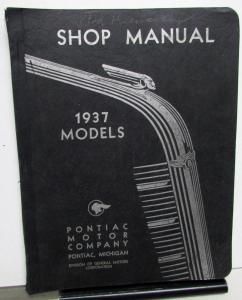 SHOP MANUAL
1937
MODELS
PONTIAC
MOTOR
COMPANY
PONTIAC, MICHIGAN
DIVISION OF GENERAL MOTORS
CORPORATION